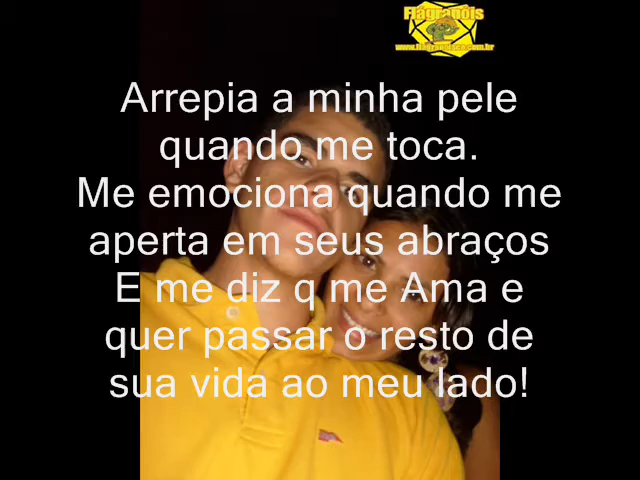 Flagrapóis
Arrepia a minha pele
quando me toca.
Me emociona quando me
aperta em seus abraços
E me diz q me Ama e
quer passar o resto de
sua vida ao meu lado!